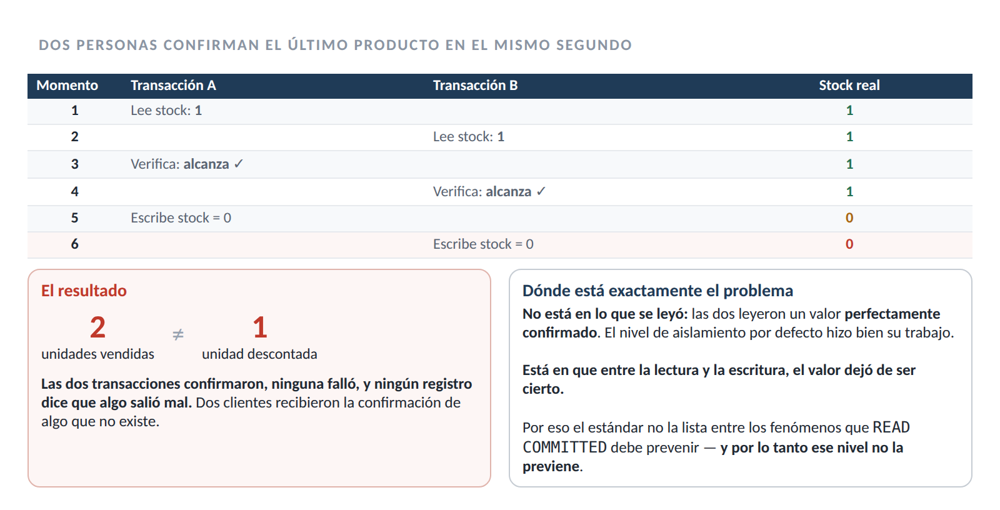 DOS PERSONAS CONFIRMAN EL ÚLTIMO PRODUCTO EN EL MISMO SEGUNDO
Momento Transacción A Transacción B Stock real
1 Lee stock: 1 1
2 Lee stock: 1 1
3 Verifica: alcanza ✓ 1
4 Verifica: alcanza ✓ 1
5 Escribe stock = 0 0
6 Escribe stock = 0 0
El resultado
2 ≠ 1
unidades vendidas unidad descontada
Las dos transacciones confirmaron, ninguna falló, y ningún registro
dice que algo salió mal. Dos clientes recibieron la confirmación de
algo que no existe.
Dónde está exactamente el problema
No está en lo que se leyó: las dos leyeron un valor perfectamente
confirmado. El nivel de aislamiento por defecto hizo bien su trabajo.
Está en que entre la lectura y la escritura, el valor dejó de ser
cierto.
Por eso el estándar no la lista entre los fenómenos que READ
COMMITTED debe prevenir — y por lo tanto ese nivel no la
previene.